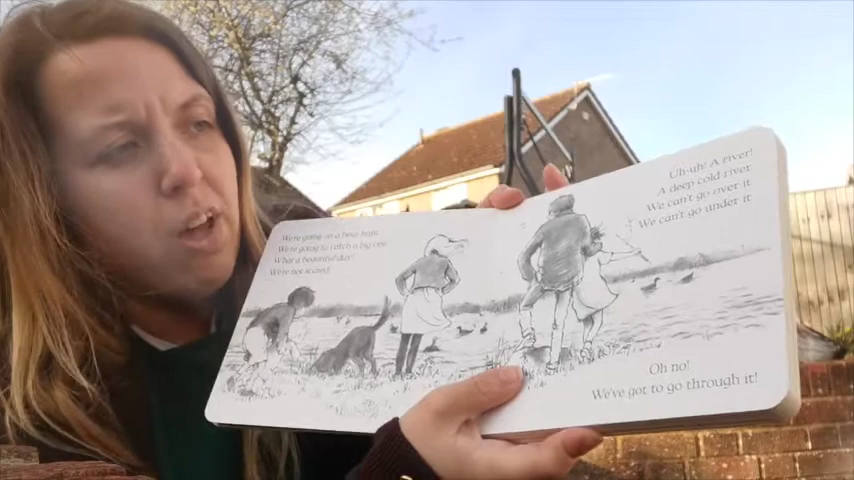 We're going on a bear hunt.
We're going to catch a big one.
What a beautiful day!
We're not scared.
Uh-uh! A river!
A deep cold river.
We can't go over it.
We can't go under it.
Oh no!
We've got to go through it!